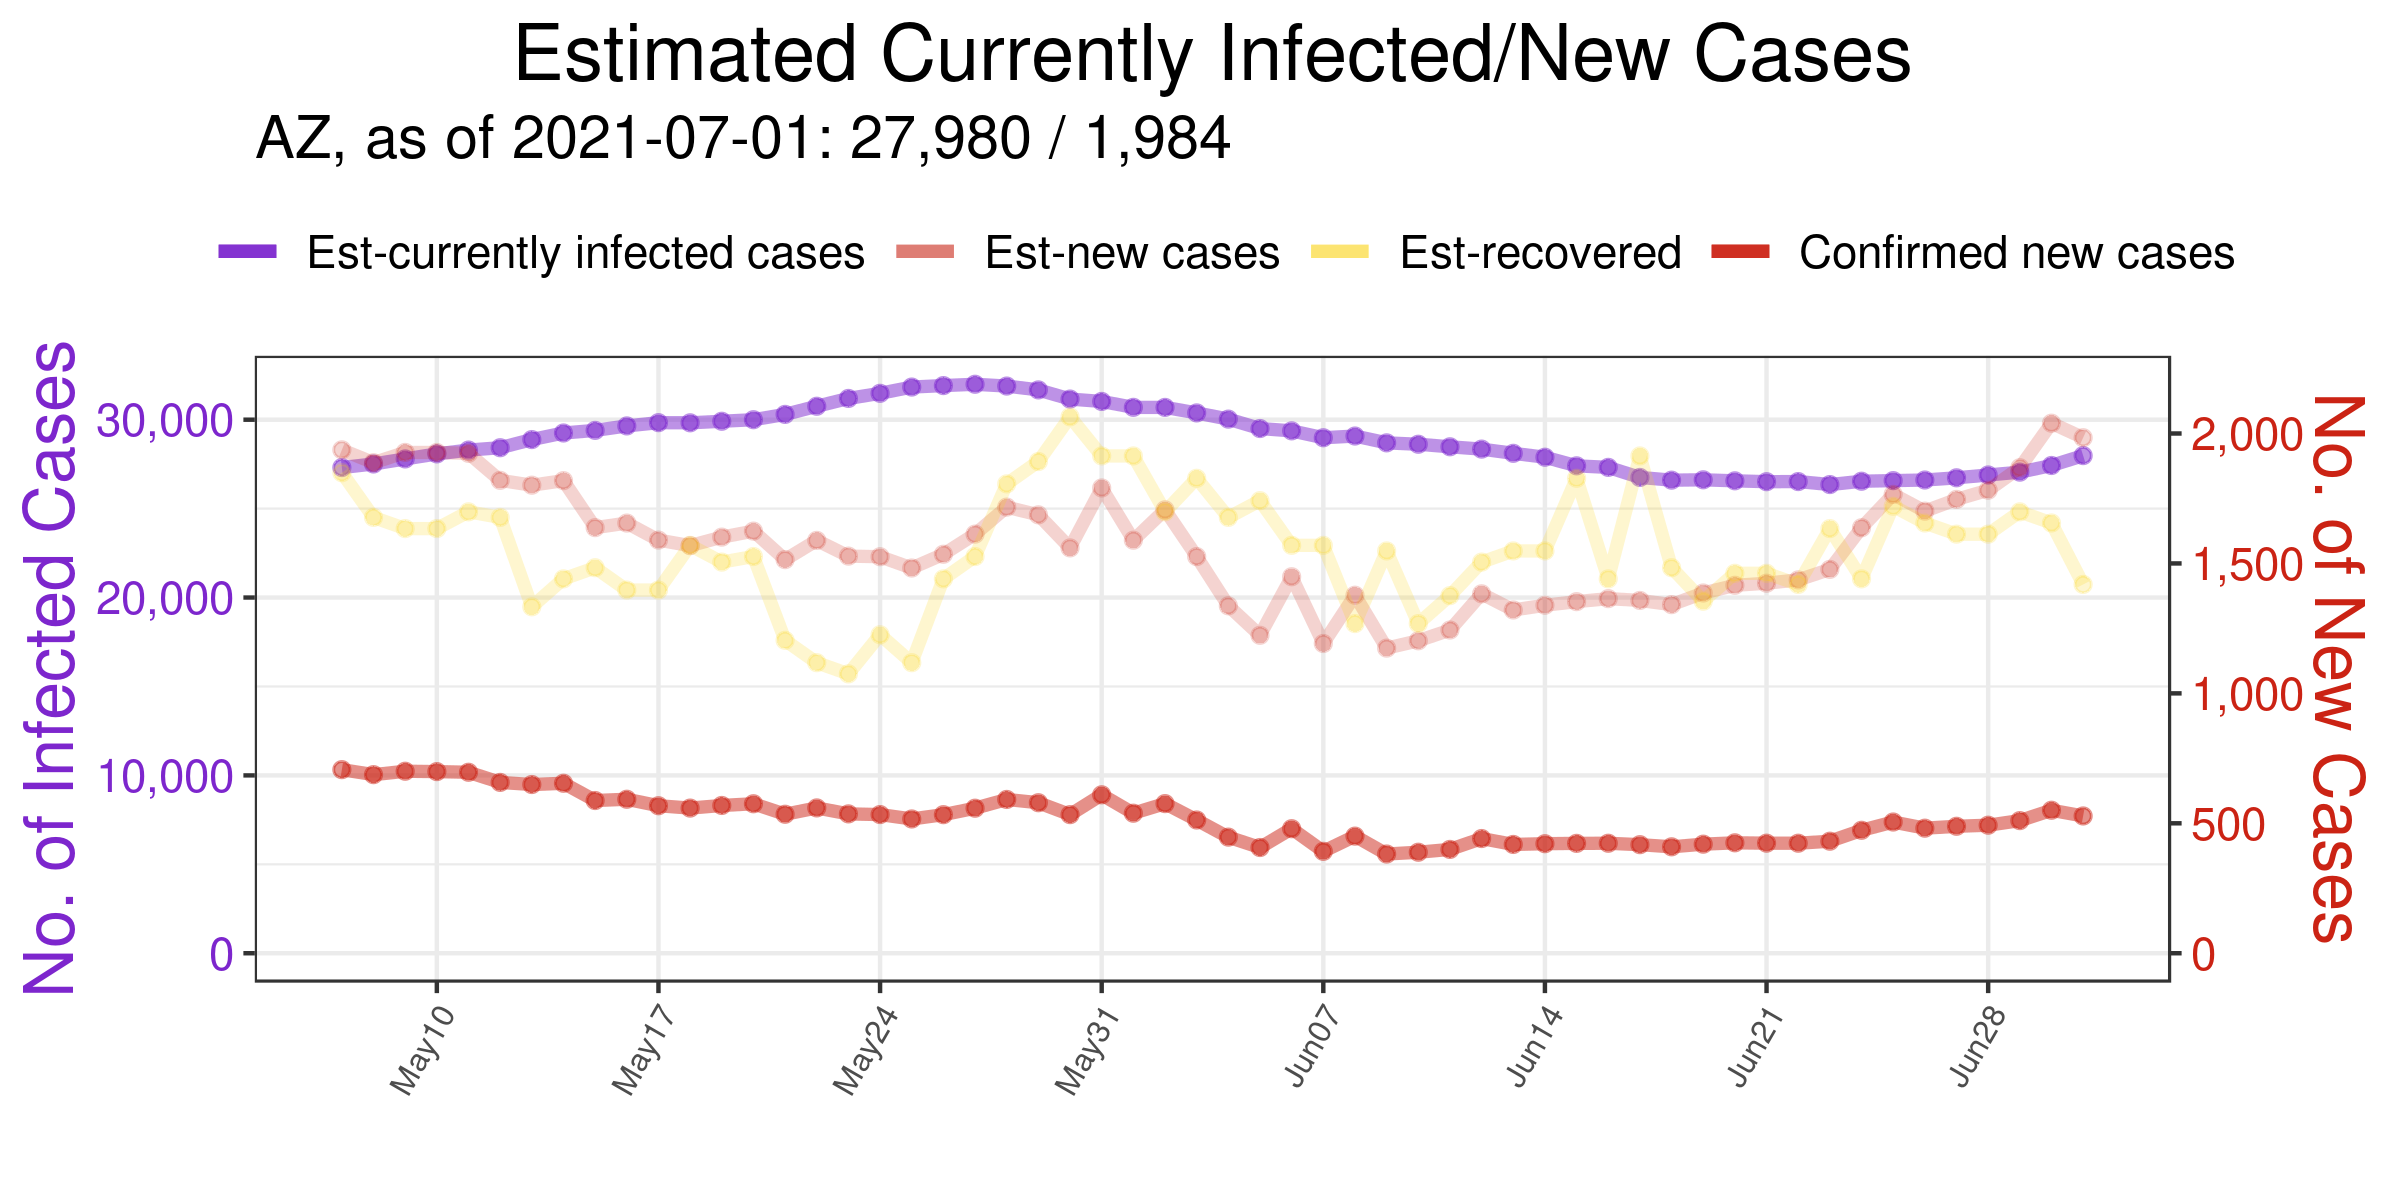 Estimated Currently Infected/New Cases
AZ, as of 2021-07-01: 27,980 / 1,984
Est-currently infected cases Est-new cases Est-recovered Confirmed new cases
No. of Infected Cases
30,000
20,000
10,000
0
No. of New Cases
2,000
1,500
1,000
500
0
May10 May17 May24 May31 Jun07 Jun14 Jun21 Jun28